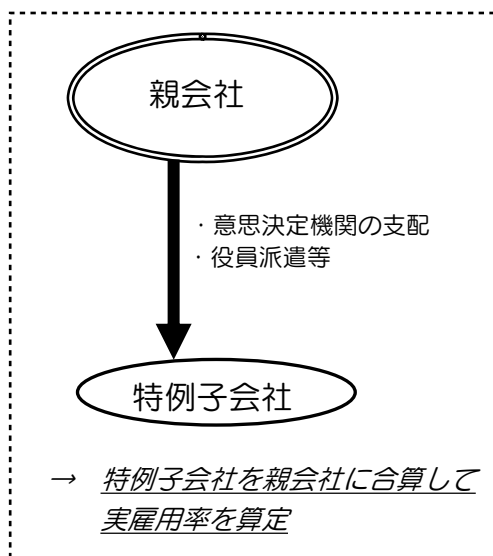 親会社
・意思決定機関の支配
・役員派遣等
特例子会社
→ 特例子会社を親会社に合算して
実雇用率を算定